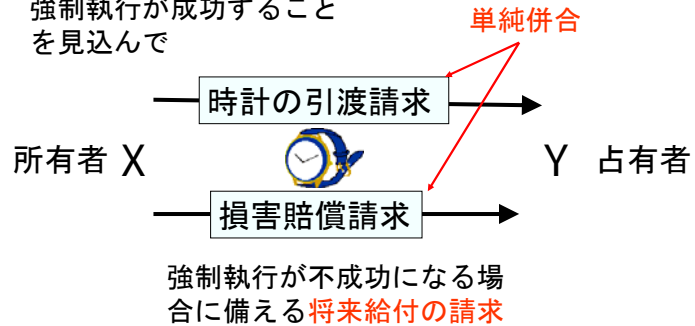 強制執行が成功すること
を見込んで
単純併合
時計の引渡請求
所有者 X
Y 占有者
損害賠償請求
強制執行が不成功になる場
合に備える将来給付の請求